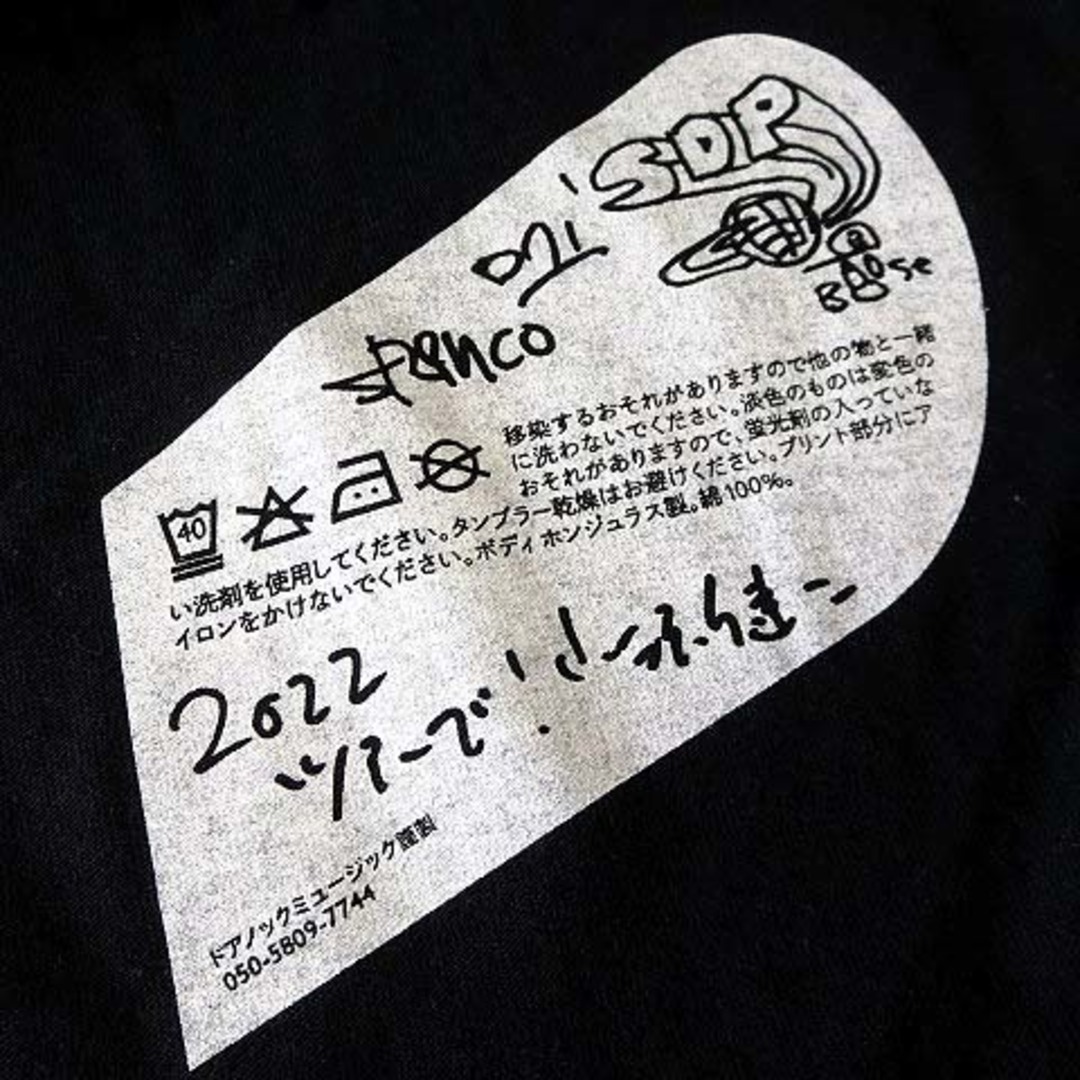 S-D-P
Bose
ani
SHINCO
40
移染するおそれがありますので他の物と一緒
に洗わないでください。淡色のものは変色の
おそれがありますので、蛍光剤の入っていな
い洗剤を使用してください。タンブラー乾燥はお避けください。プリント部分にア
イロンをかけないでください。ボディ ホンジュラス製。綿100%。
2022
ツアーで!
小沢健二
ドアノックミュージック謹製
050-5809-7744